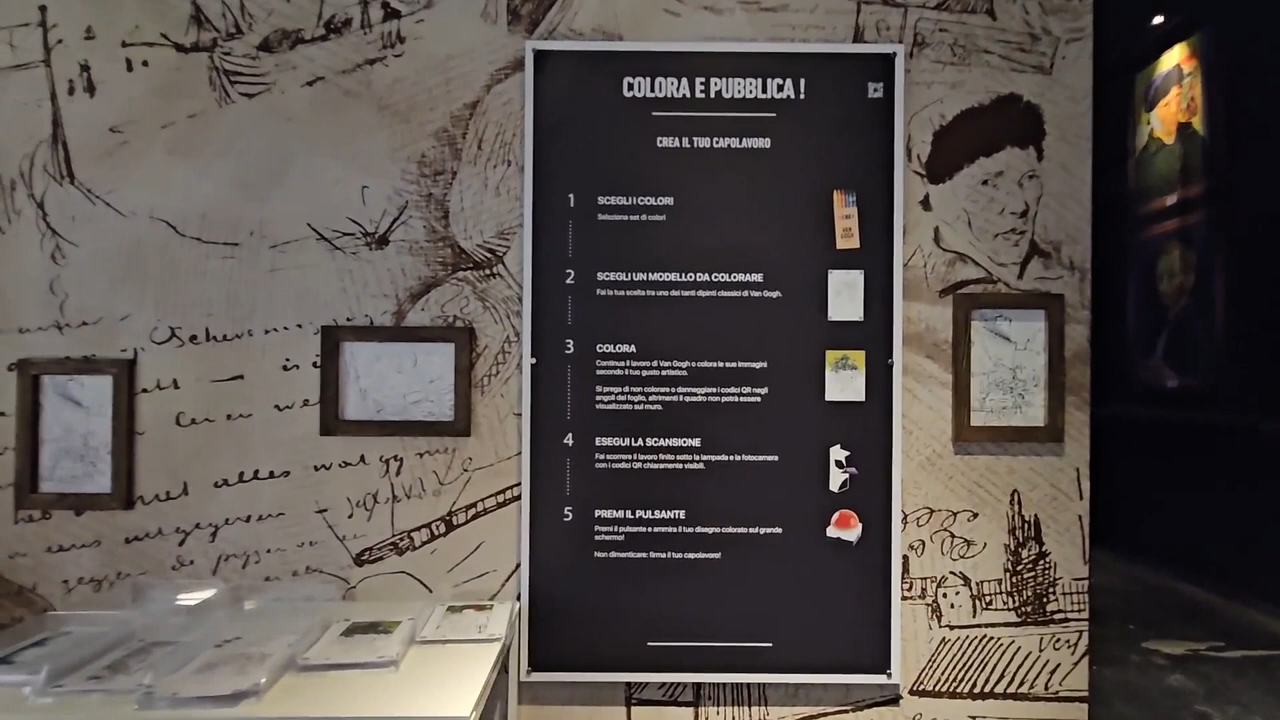 COLORA E PUBBLICA !
CREA IL TUO CAPOLAVORO
1 SCEGLI I COLORI
Seleziona set di colori
VAN
GOGH
2 SCEGLI UN MODELLO DA COLORARE
Fai la tua scelta tra uno dei tanti dipinti classici di Van Gogh.
3 COLORA
Continua il lavoro di Van Gogh o colora le sue immagini
secondo il tuo gusto artistico.
Si prega di non colorare o danneggiare i codici QR negli
angoli del foglio, altrimenti il quadro non potrà essere
visualizzato sul muro.
4 ESEGUI LA SCANSIONE
Fai scorrere il lavoro finito sotto la lampada e la fotocamera
con i codici QR chiaramente visibili.
5 PREMI IL PULSANTE
Premi il pulsante e ammira il tuo disegno colorato sul grande
schermo!
Non dimenticare: firma il tuo capolavoro!
alles
Vert